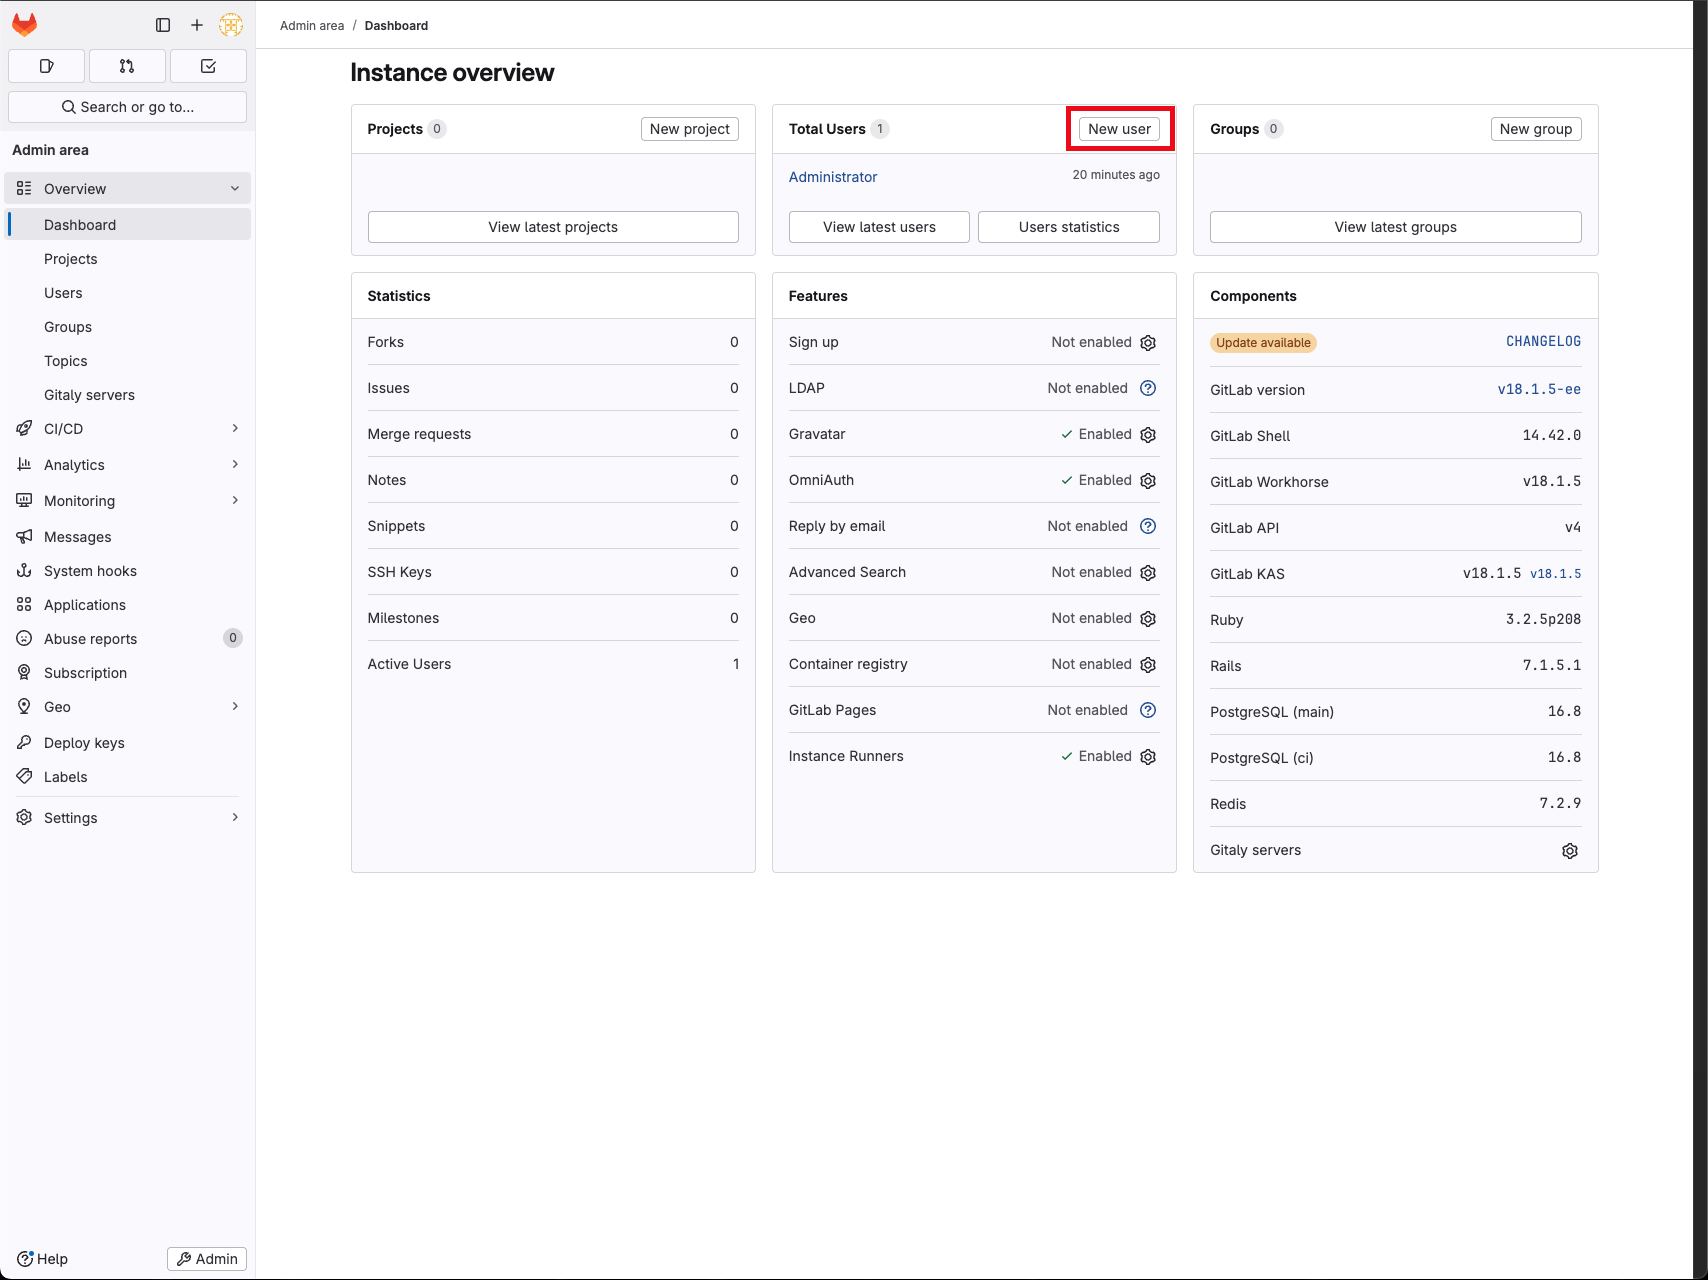 Admin area / Dashboard
Search or go to...
Admin area
Overview
Dashboard
Projects
Users
Groups
Topics
Gitaly servers
CI/CD
Analytics
Monitoring
Messages
System hooks
Applications
Abuse reports 0
Subscription
Geo
Deploy keys
Labels
Settings
Help
Admin
Instance overview
Projects 0 New project
View latest projects
Total Users 1 New user
Administrator 20 minutes ago
View latest users Users statistics
Groups 0 New group
View latest groups
Statistics
Forks 0
Issues 0
Merge requests 0
Notes 0
Snippets 0
SSH Keys 0
Milestones 0
Active Users 1
Features
Sign up Not enabled
LDAP Not enabled
Gravatar Enabled
OmniAuth Enabled
Reply by email Not enabled
Advanced Search Not enabled
Geo Not enabled
Container registry Not enabled
GitLab Pages Not enabled
Instance Runners Enabled
Components
Update available CHANGELOG
GitLab version v18.1.5-ee
GitLab Shell 14.42.0
GitLab Workhorse v18.1.5
GitLab API v4
GitLab KAS v18.1.5 v18.1.5
Ruby 3.2.5p208
Rails 7.1.5.1
PostgreSQL (main) 16.8
PostgreSQL (ci) 16.8
Redis 7.2.9
Gitaly servers